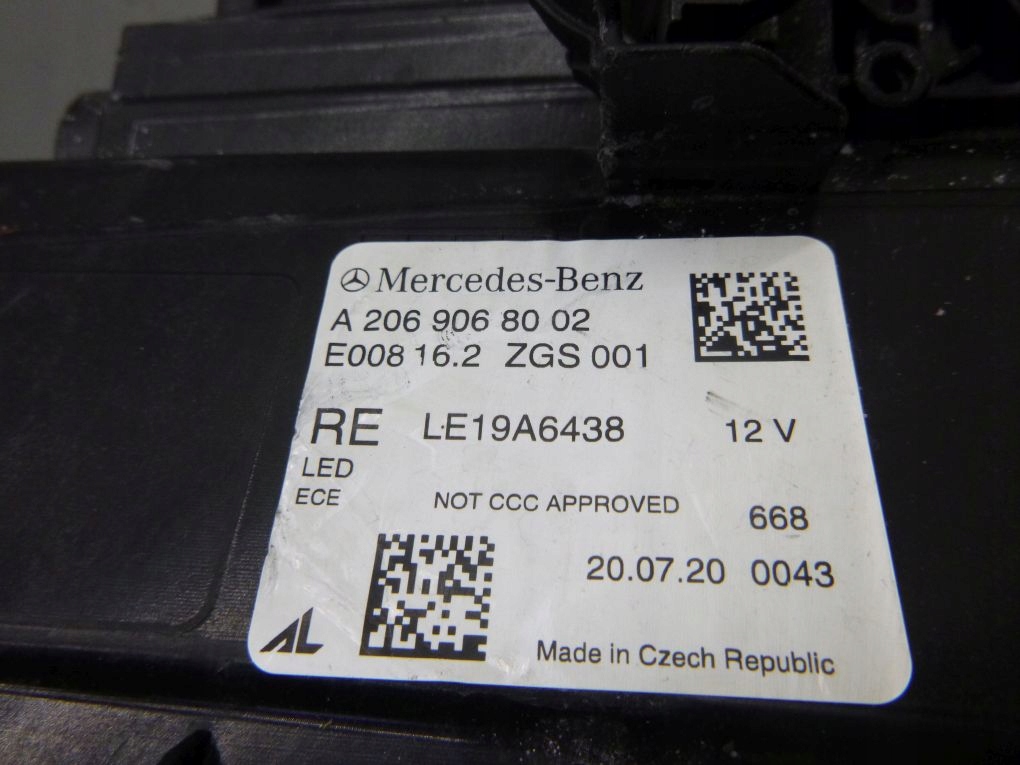 Mercedes-Benz
A 206 906 80 02
E008 16.2 ZGS 001
RE LE19A6438 12 V
LED
ECE NOT CCC APPROVED 668
20.07.20 0043
AL Made in Czech Republic